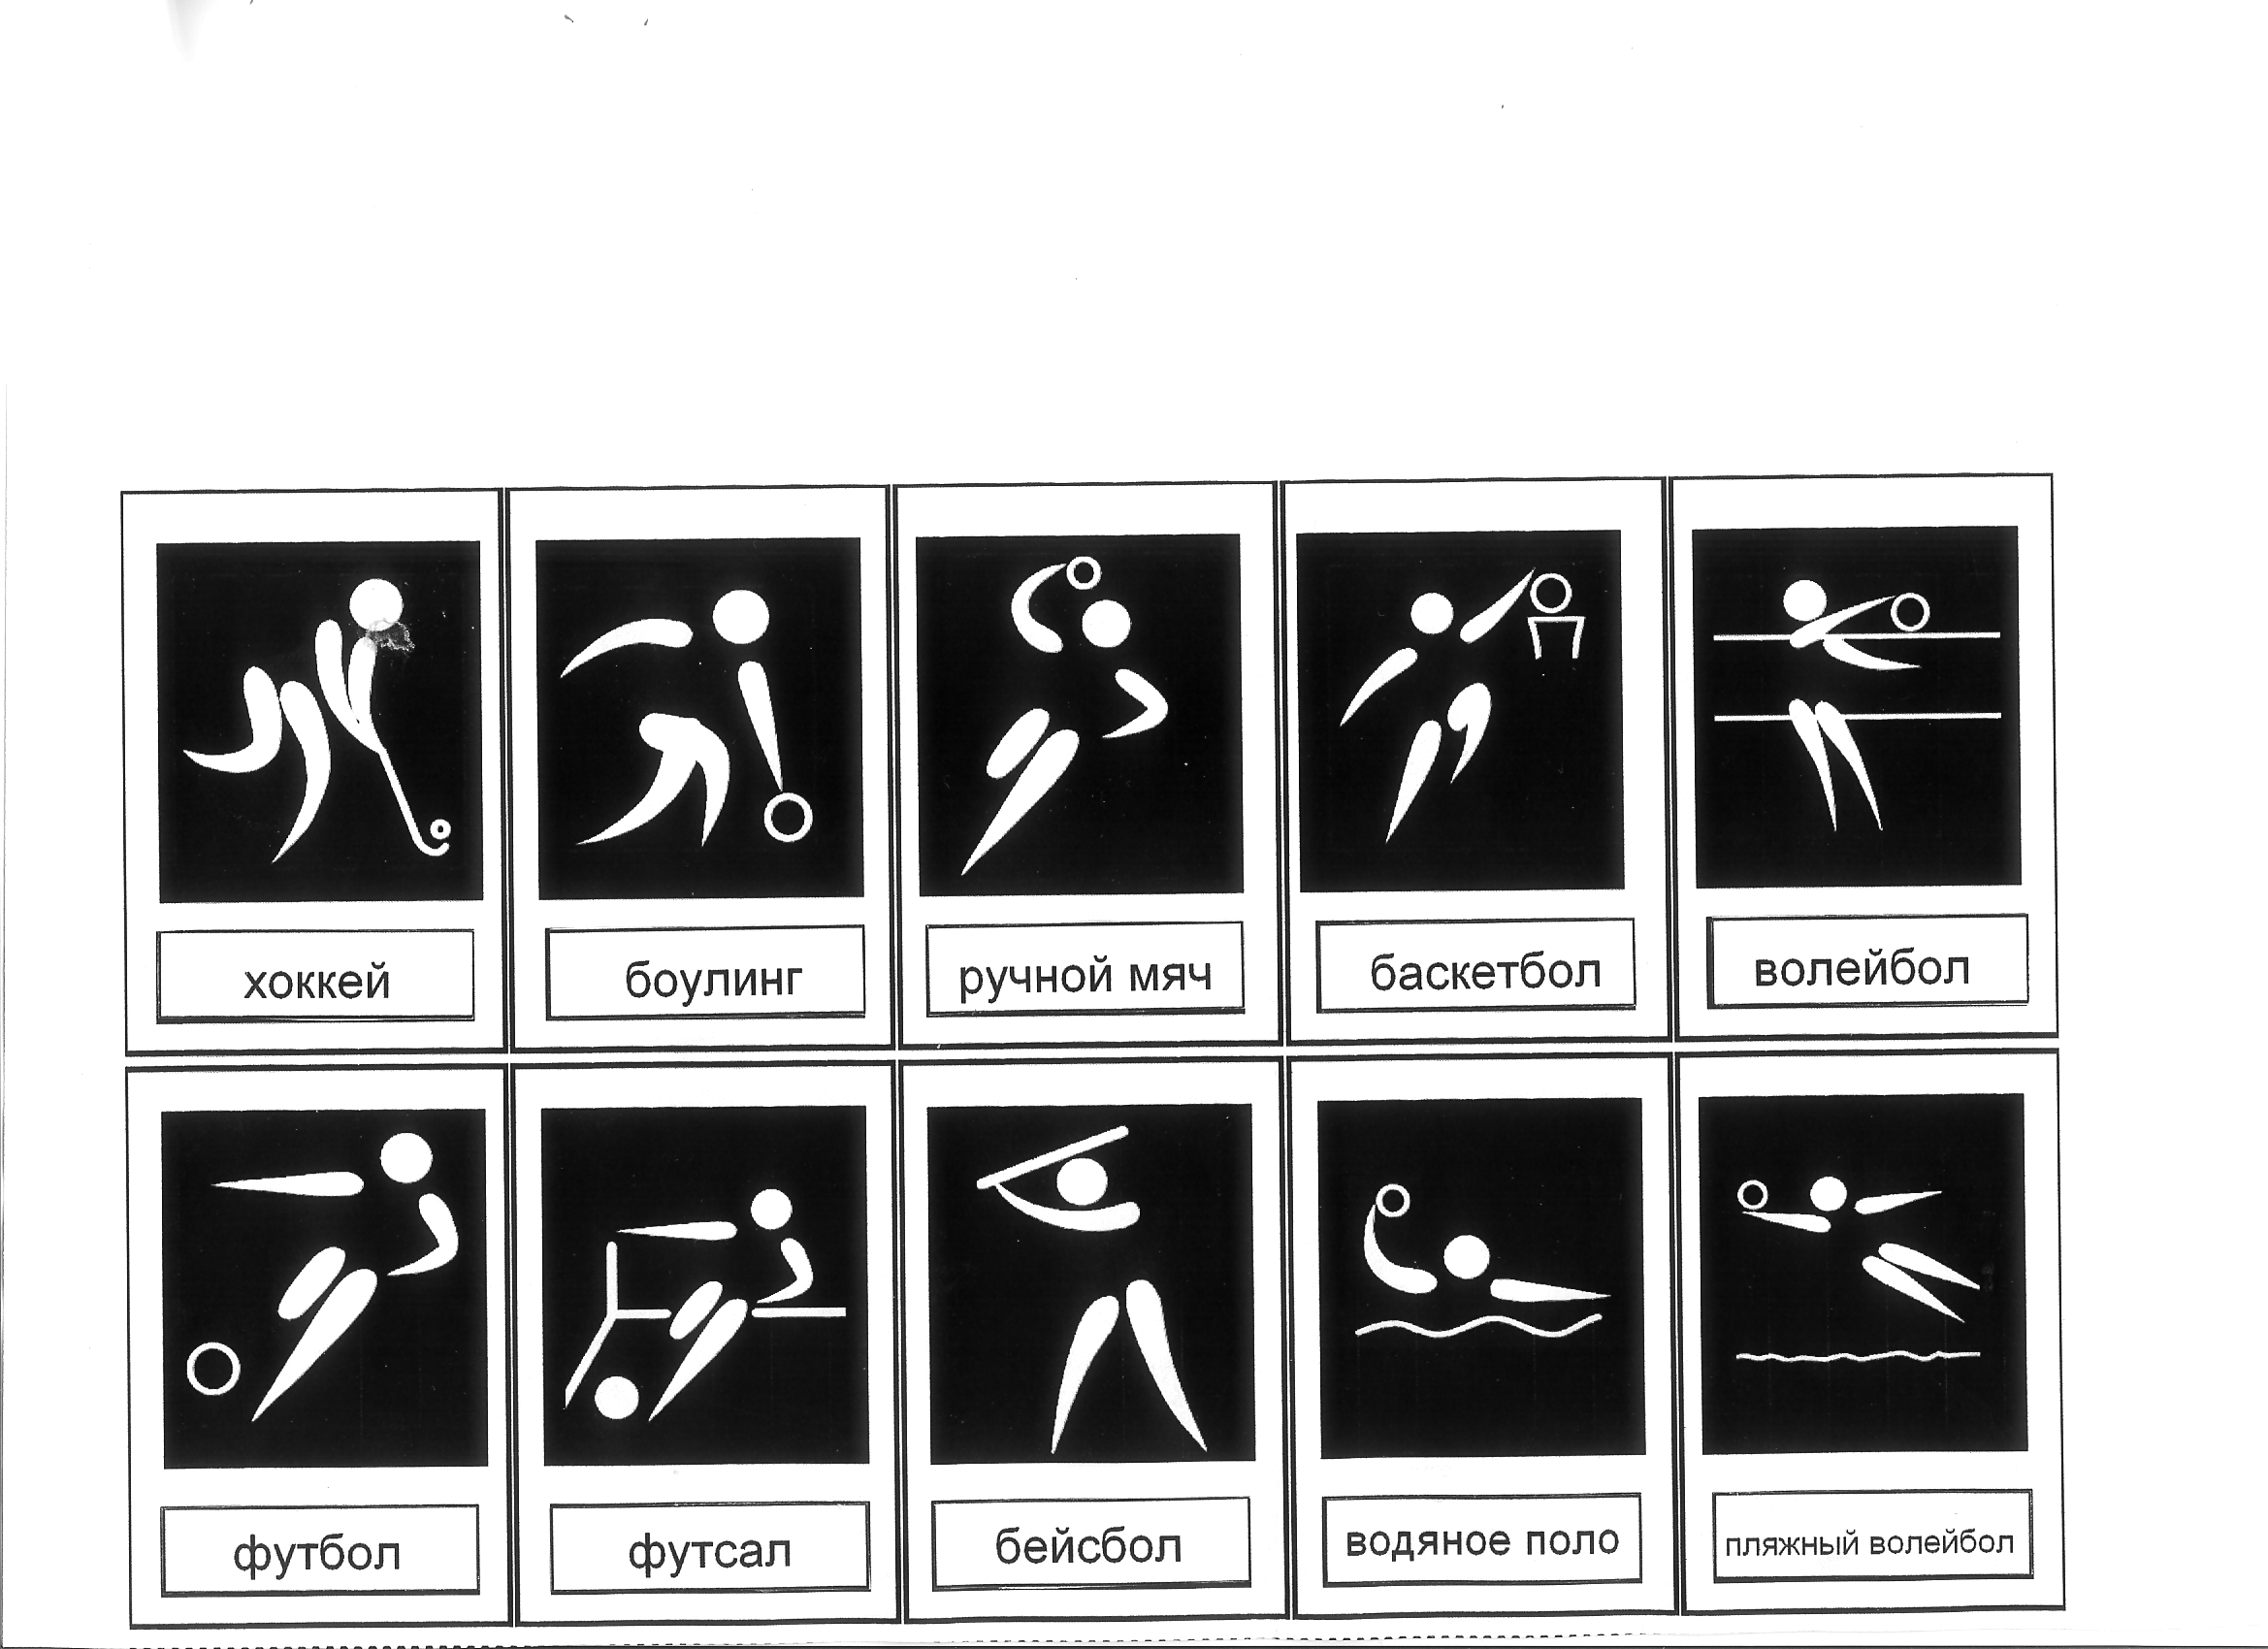 хоккей
боулинг
ручной мяч
баскетбол
волейбол
футбол
футсал
бейсбол
водяное поло
пляжный волейбол